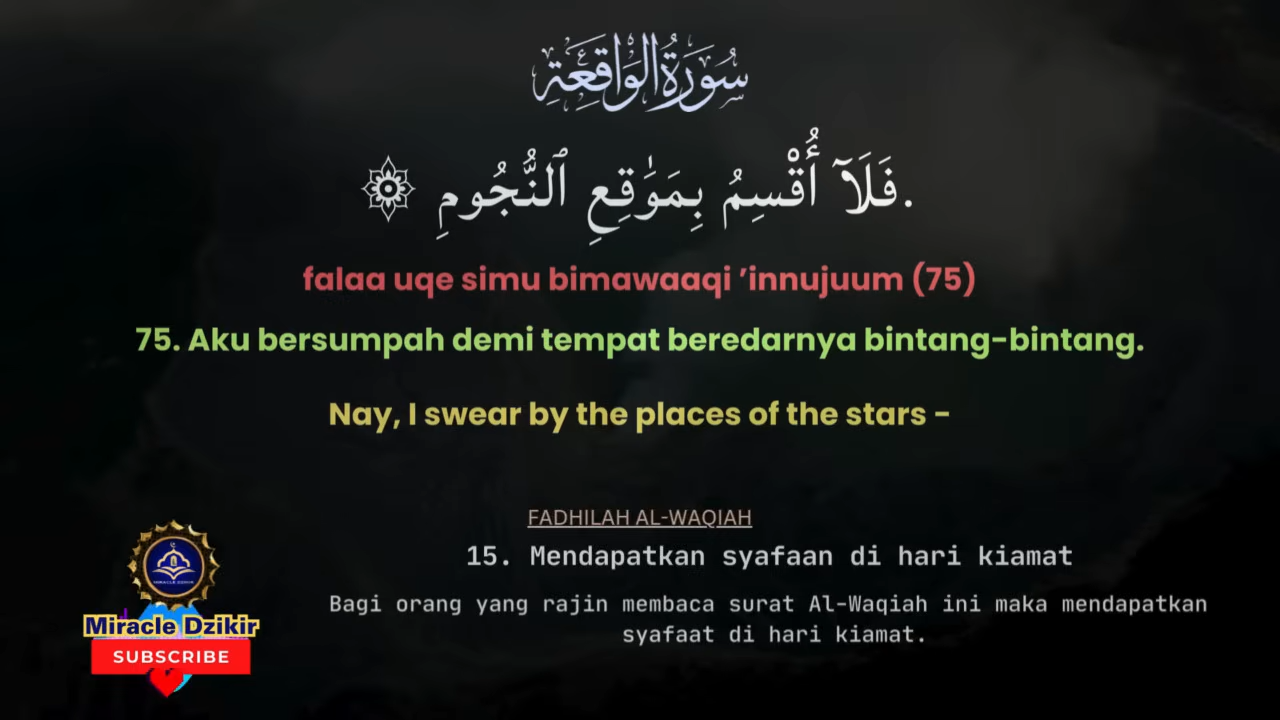 سُورَةُ الْوَاقِعَةِ
.فَلَآ أُقْسِمُ بِمَوَٰقِعِ ٱلنُّجُومِ ۞
falaa uqe simu bimawaaqi ’innujuum (75)
75. Aku bersumpah demi tempat beredarnya bintang-bintang.
Nay, I swear by the places of the stars -
FADHILAH AL-WAQIAH
15. Mendapatkan syafaan di hari kiamat
Bagi orang yang rajin membaca surat Al-Waqiah ini maka mendapatkan
syafaat di hari kiamat.
MIRACLE DZIKIR
Miracle Dzikir
SUBSCRIBE